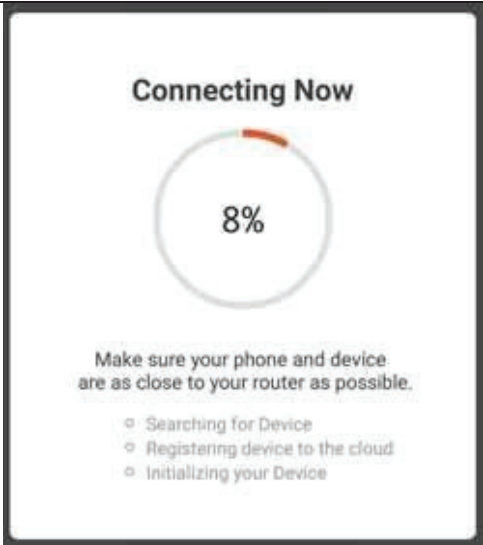 Connecting Now
8%
Make sure your phone and device
are as close to your router as possible.
Searching for Device
Registering device to the cloud
Initializing your Device